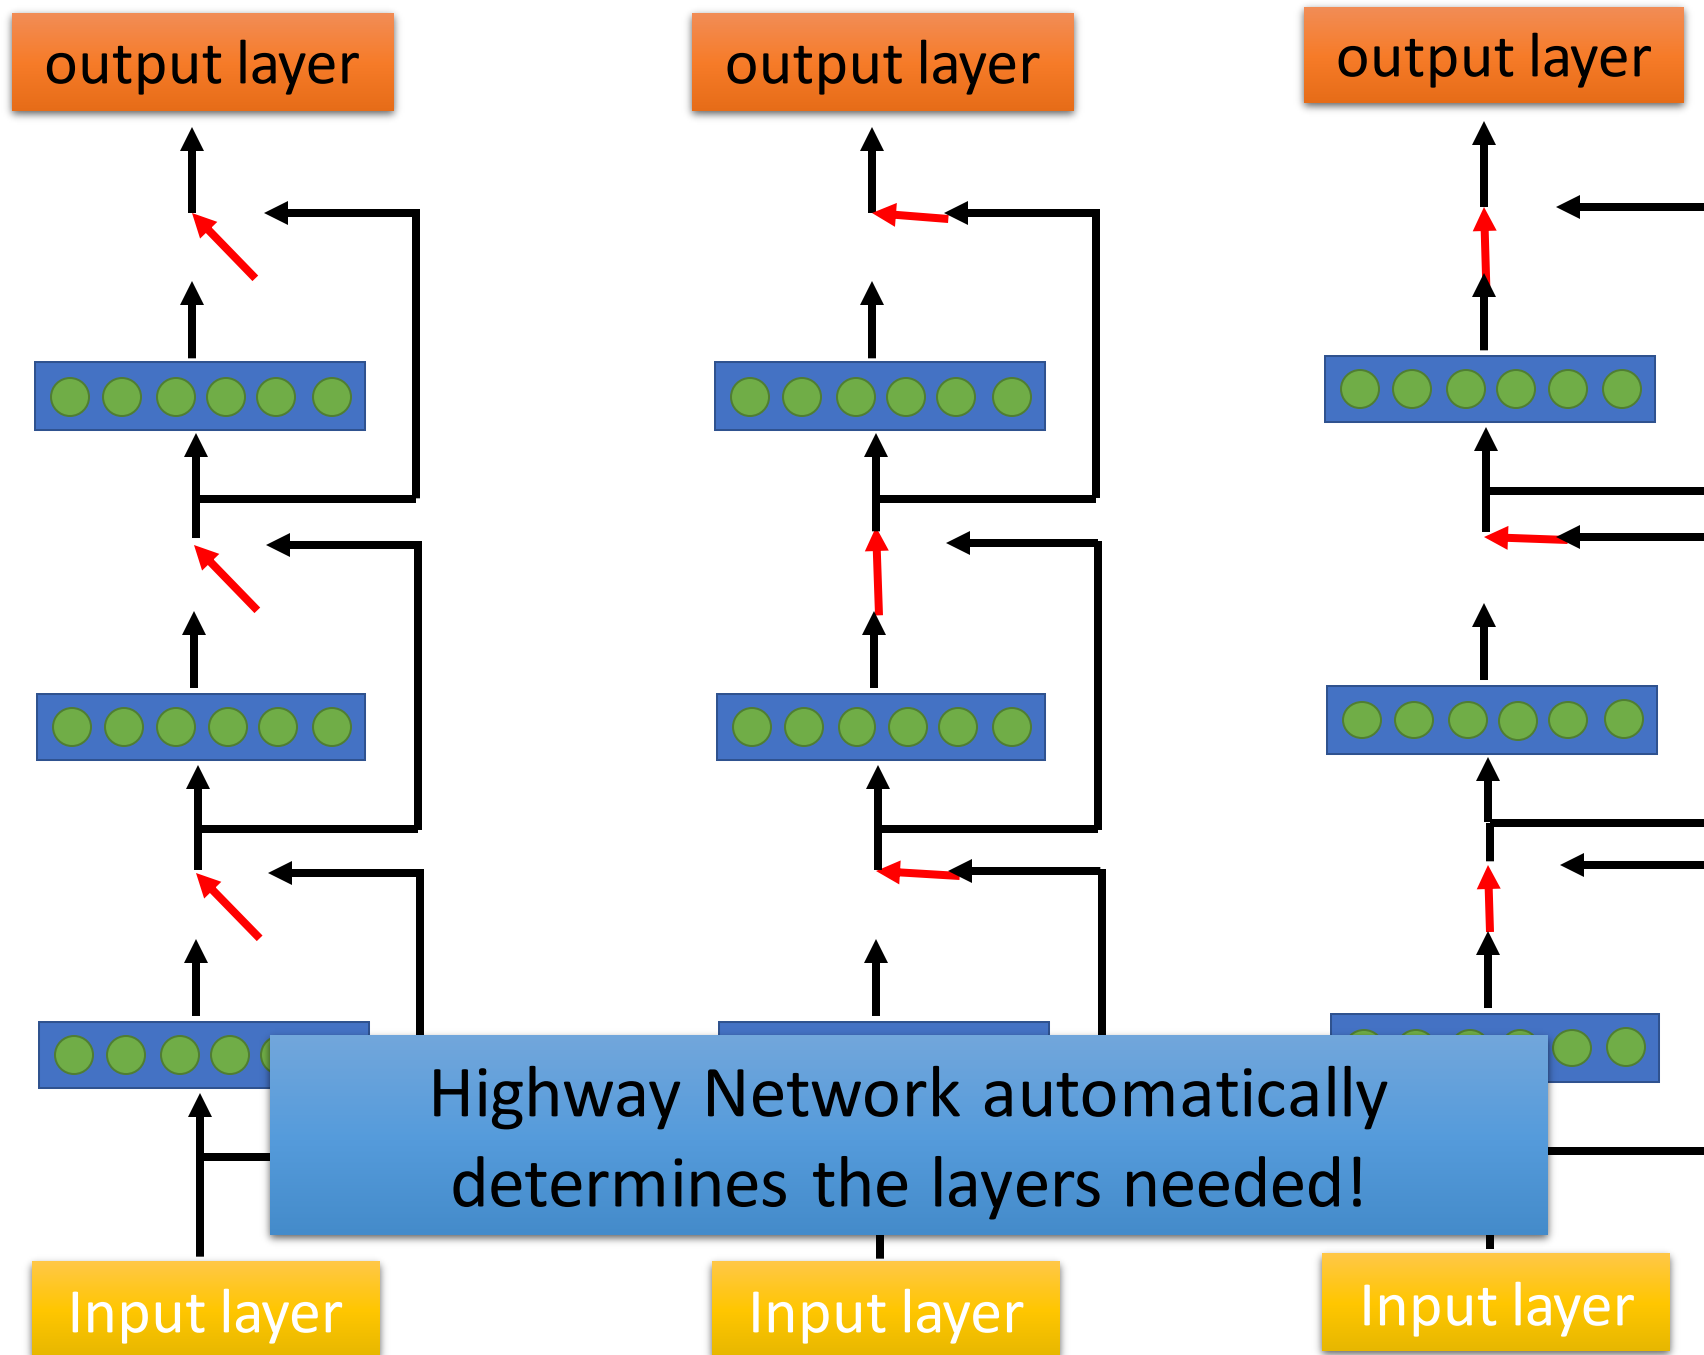 output layer
output layer
output layer
Highway Network automatically
determines the layers needed!
Input layer
Input layer
Input layer